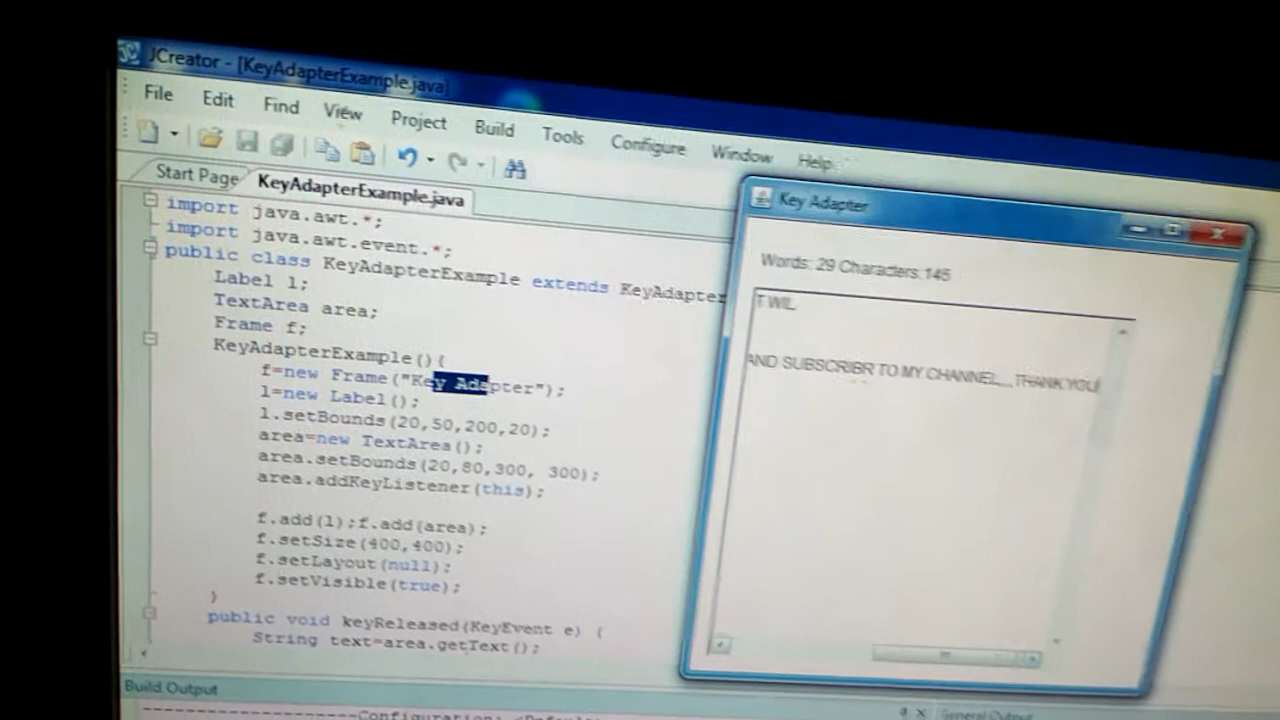 JCreator - [KeyAdapterExample.java]
File Edit Find View Project Build Tools Configure Window Help
Start Page KeyAdapterExample.java
import java.awt.*;
import java.awt.event.*;
public class KeyAdapterExample extends KeyAdapter
Label l;
TextArea area;
Frame f;
KeyAdapterExample(){
f=new Frame("Key Adapter");
l=new Label();
l.setBounds(20,50,200,20);
area=new TextArea();
area.setBounds(20,80,300, 300);
area.addKeyListener(this);
f.add(l);f.add(area);
f.setSize(400,400);
f.setLayout(null);
f.setVisible(true);
}
public void keyReleased(KeyEvent e) {
String text=area.getText();
Build Output
--------------------Configuration: <Default
General Output
Key Adapter
Words: 29 Characters:145
T WIL
AND SUBSCRIBR TO MY CHANNEL,,,,THANK YOU